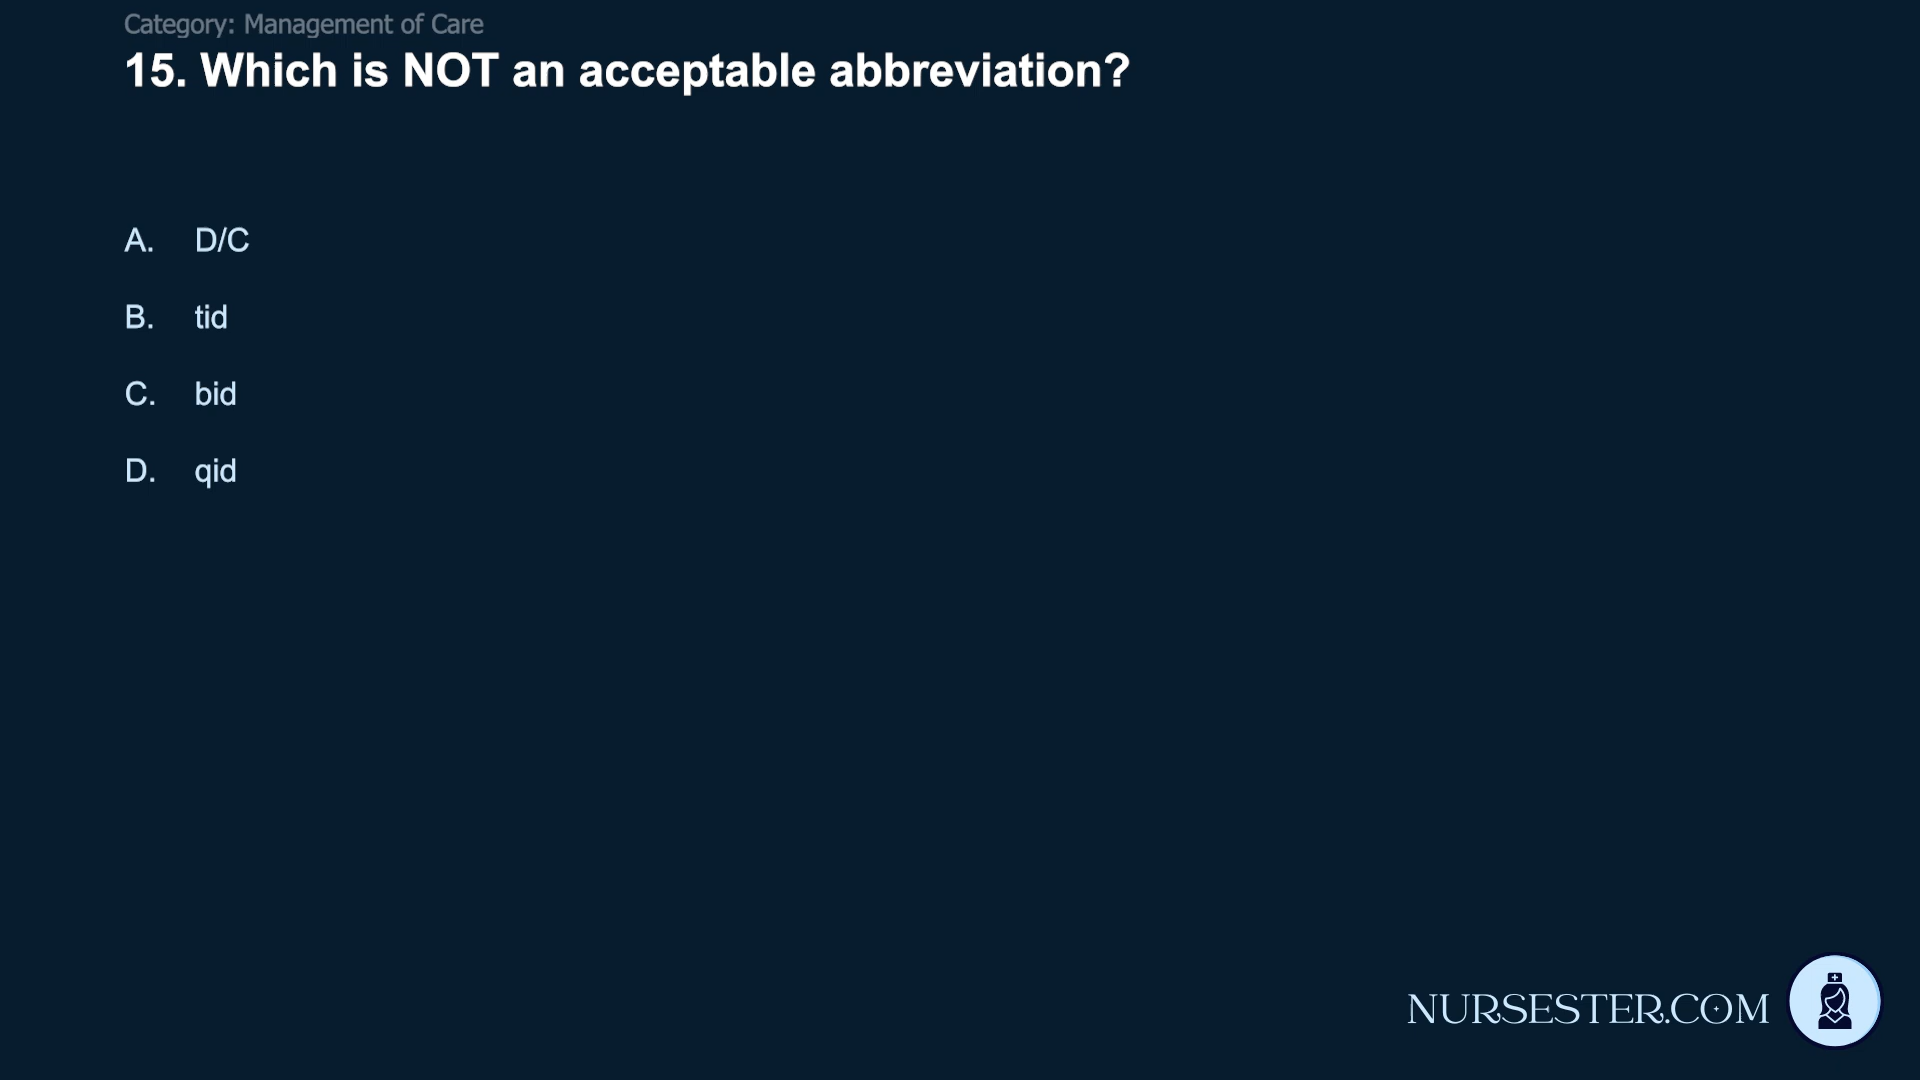 Category: Management of Care
15. Which is NOT an acceptable abbreviation?
A. D/C
B. tid
C. bid
D. qid
NURSESTER.COM